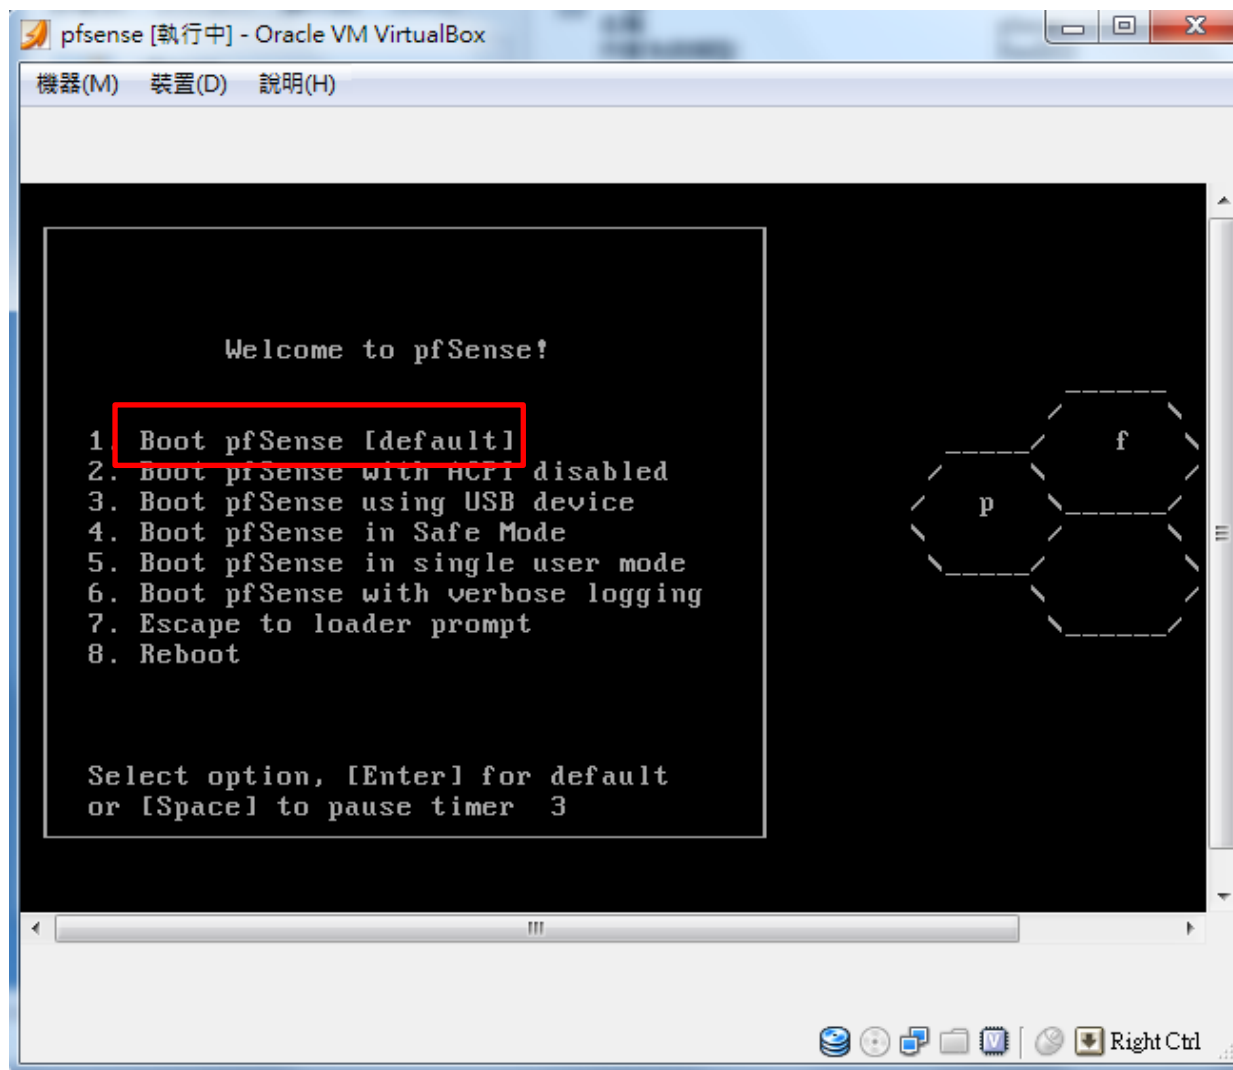 pfsense [執行中] - Oracle VM VirtualBox
機器(M) 裝置(D) 說明(H)
Welcome to pfSense!
1. Boot pfSense [default]
2. Boot pfSense with ACPI disabled
3. Boot pfSense using USB device
4. Boot pfSense in Safe Mode
5. Boot pfSense in single user mode
6. Boot pfSense with verbose logging
7. Escape to loader prompt
8. Reboot
Select option, [Enter] for default
or [Space] to pause timer 3
f
p
Right Ctrl